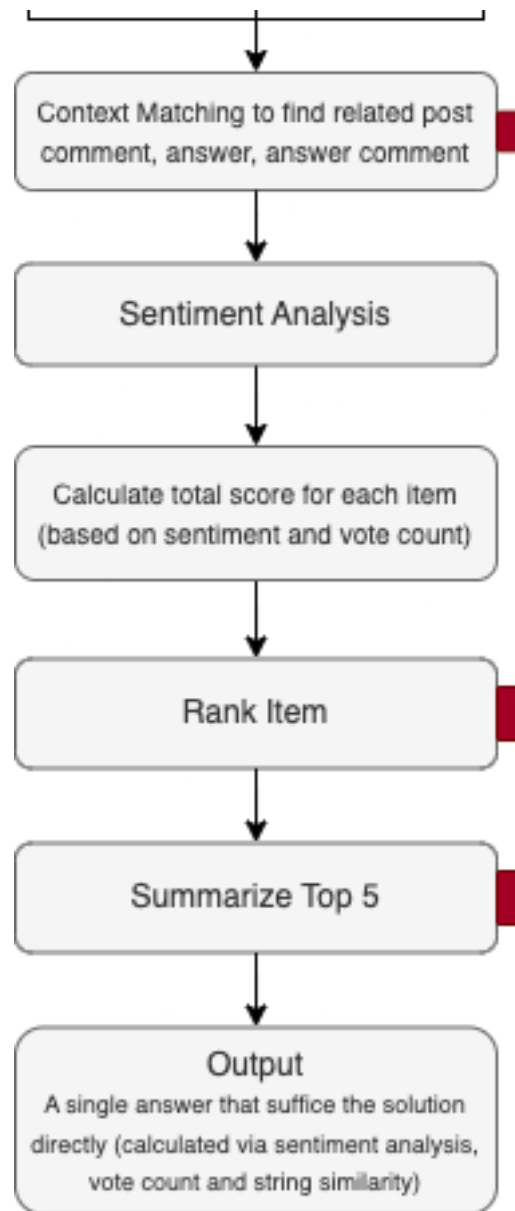 Context Matching to find related post
comment, answer, answer comment
Sentiment Analysis
Calculate total score for each item
(based on sentiment and vote count)
Rank Item
Summarize Top 5
Output
A single answer that suffice the solution
directly (calculated via sentiment analysis,
vote count and string similarity)